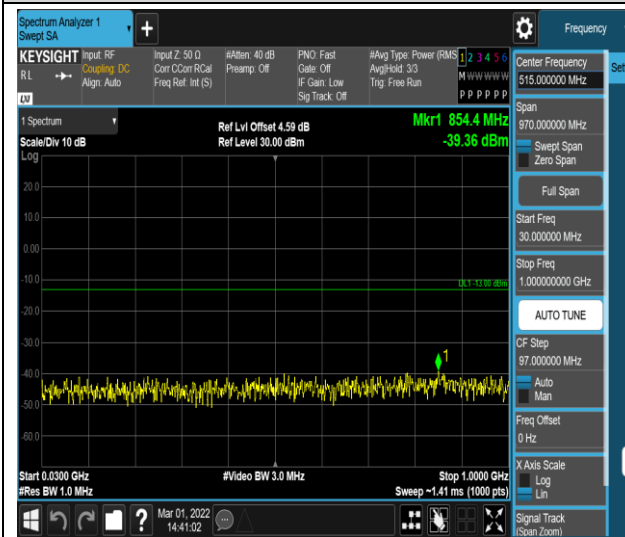 Spectrum Analyzer 1
Swept SA
+
Frequency
KEYSIGHT
RL
LXI
Input: RF
Coupling: DC
Align: Auto
Input Z: 50 Ω
Corr CCorr RCal
Freq Ref: Int (S)
#Atten: 40 dB
Preamp: Off
PNO: Fast
Gate: Off
IF Gain: Low
Sig Track: Off
#Avg Type: Power (RMS
Avg|Hold: 3/3
Trig: Free Run
1 2 3 4 5 6
M W W W W W
P P P P P P
Center Frequency
515.000000 MHz
Set
1 Spectrum
Scale/Div 10 dB
Log
Ref Lvl Offset 4.59 dB
Ref Level 30.00 dBm
Mkr1 854.4 MHz
-39.36 dBm
20.0
10.0
0.00
-10.0
-20.0
-30.0
-40.0
-50.0
-60.0
DL1 -13.00 dBm
1
Start 0.0300 GHz
#Res BW 1.0 MHz
#Video BW 3.0 MHz
Stop 1.0000 GHz
Sweep ~1.41 ms (1000 pts)
Span
970.000000 MHz
Swept Span
Zero Span
Full Span
Start Freq
30.000000 MHz
Stop Freq
1.000000000 GHz
AUTO TUNE
CF Step
97.000000 MHz
Auto
Man
Freq Offset
0 Hz
X Axis Scale
Log
Lin
Signal Track
(Span Zoom)
?
Mar 01, 2022
14:41:02